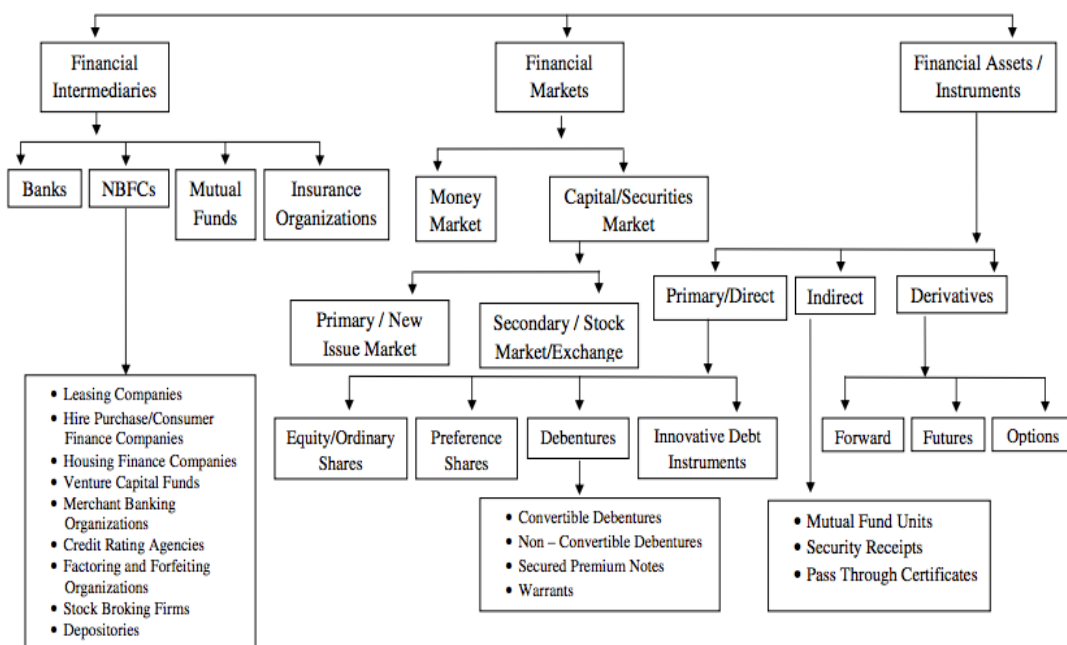 Financial
Intermediaries
Financial
Markets
Financial Assets /
Instruments
Banks
NBFCs
Mutual
Funds
Insurance
Organizations
Money
Market
Capital/Securities
Market
Primary/Direct
Indirect
Derivatives
Primary / New
Issue Market
Secondary / Stock
Market/Exchange
• Leasing Companies
• Hire Purchase/Consumer
Finance Companies
• Housing Finance Companies
• Venture Capital Funds
• Merchant Banking
Organizations
• Credit Rating Agencies
• Factoring and Forfeiting
Organizations
• Stock Broking Firms
• Depositories
Equity/Ordinary
Shares
Preference
Shares
Debentures
Innovative Debt
Instruments
Forward
Futures
Options
• Convertible Debentures
• Non – Convertible Debentures
• Secured Premium Notes
• Warrants
• Mutual Fund Units
• Security Receipts
• Pass Through Certificates